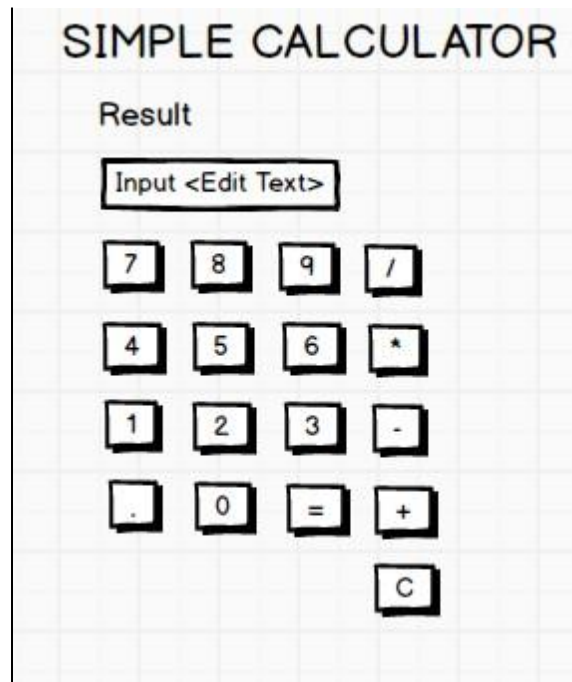 SIMPLE CALCULATOR
Result
Input <Edit Text>
7 8 9 /
4 5 6 *
1 2 3 -
. 0 = +
C